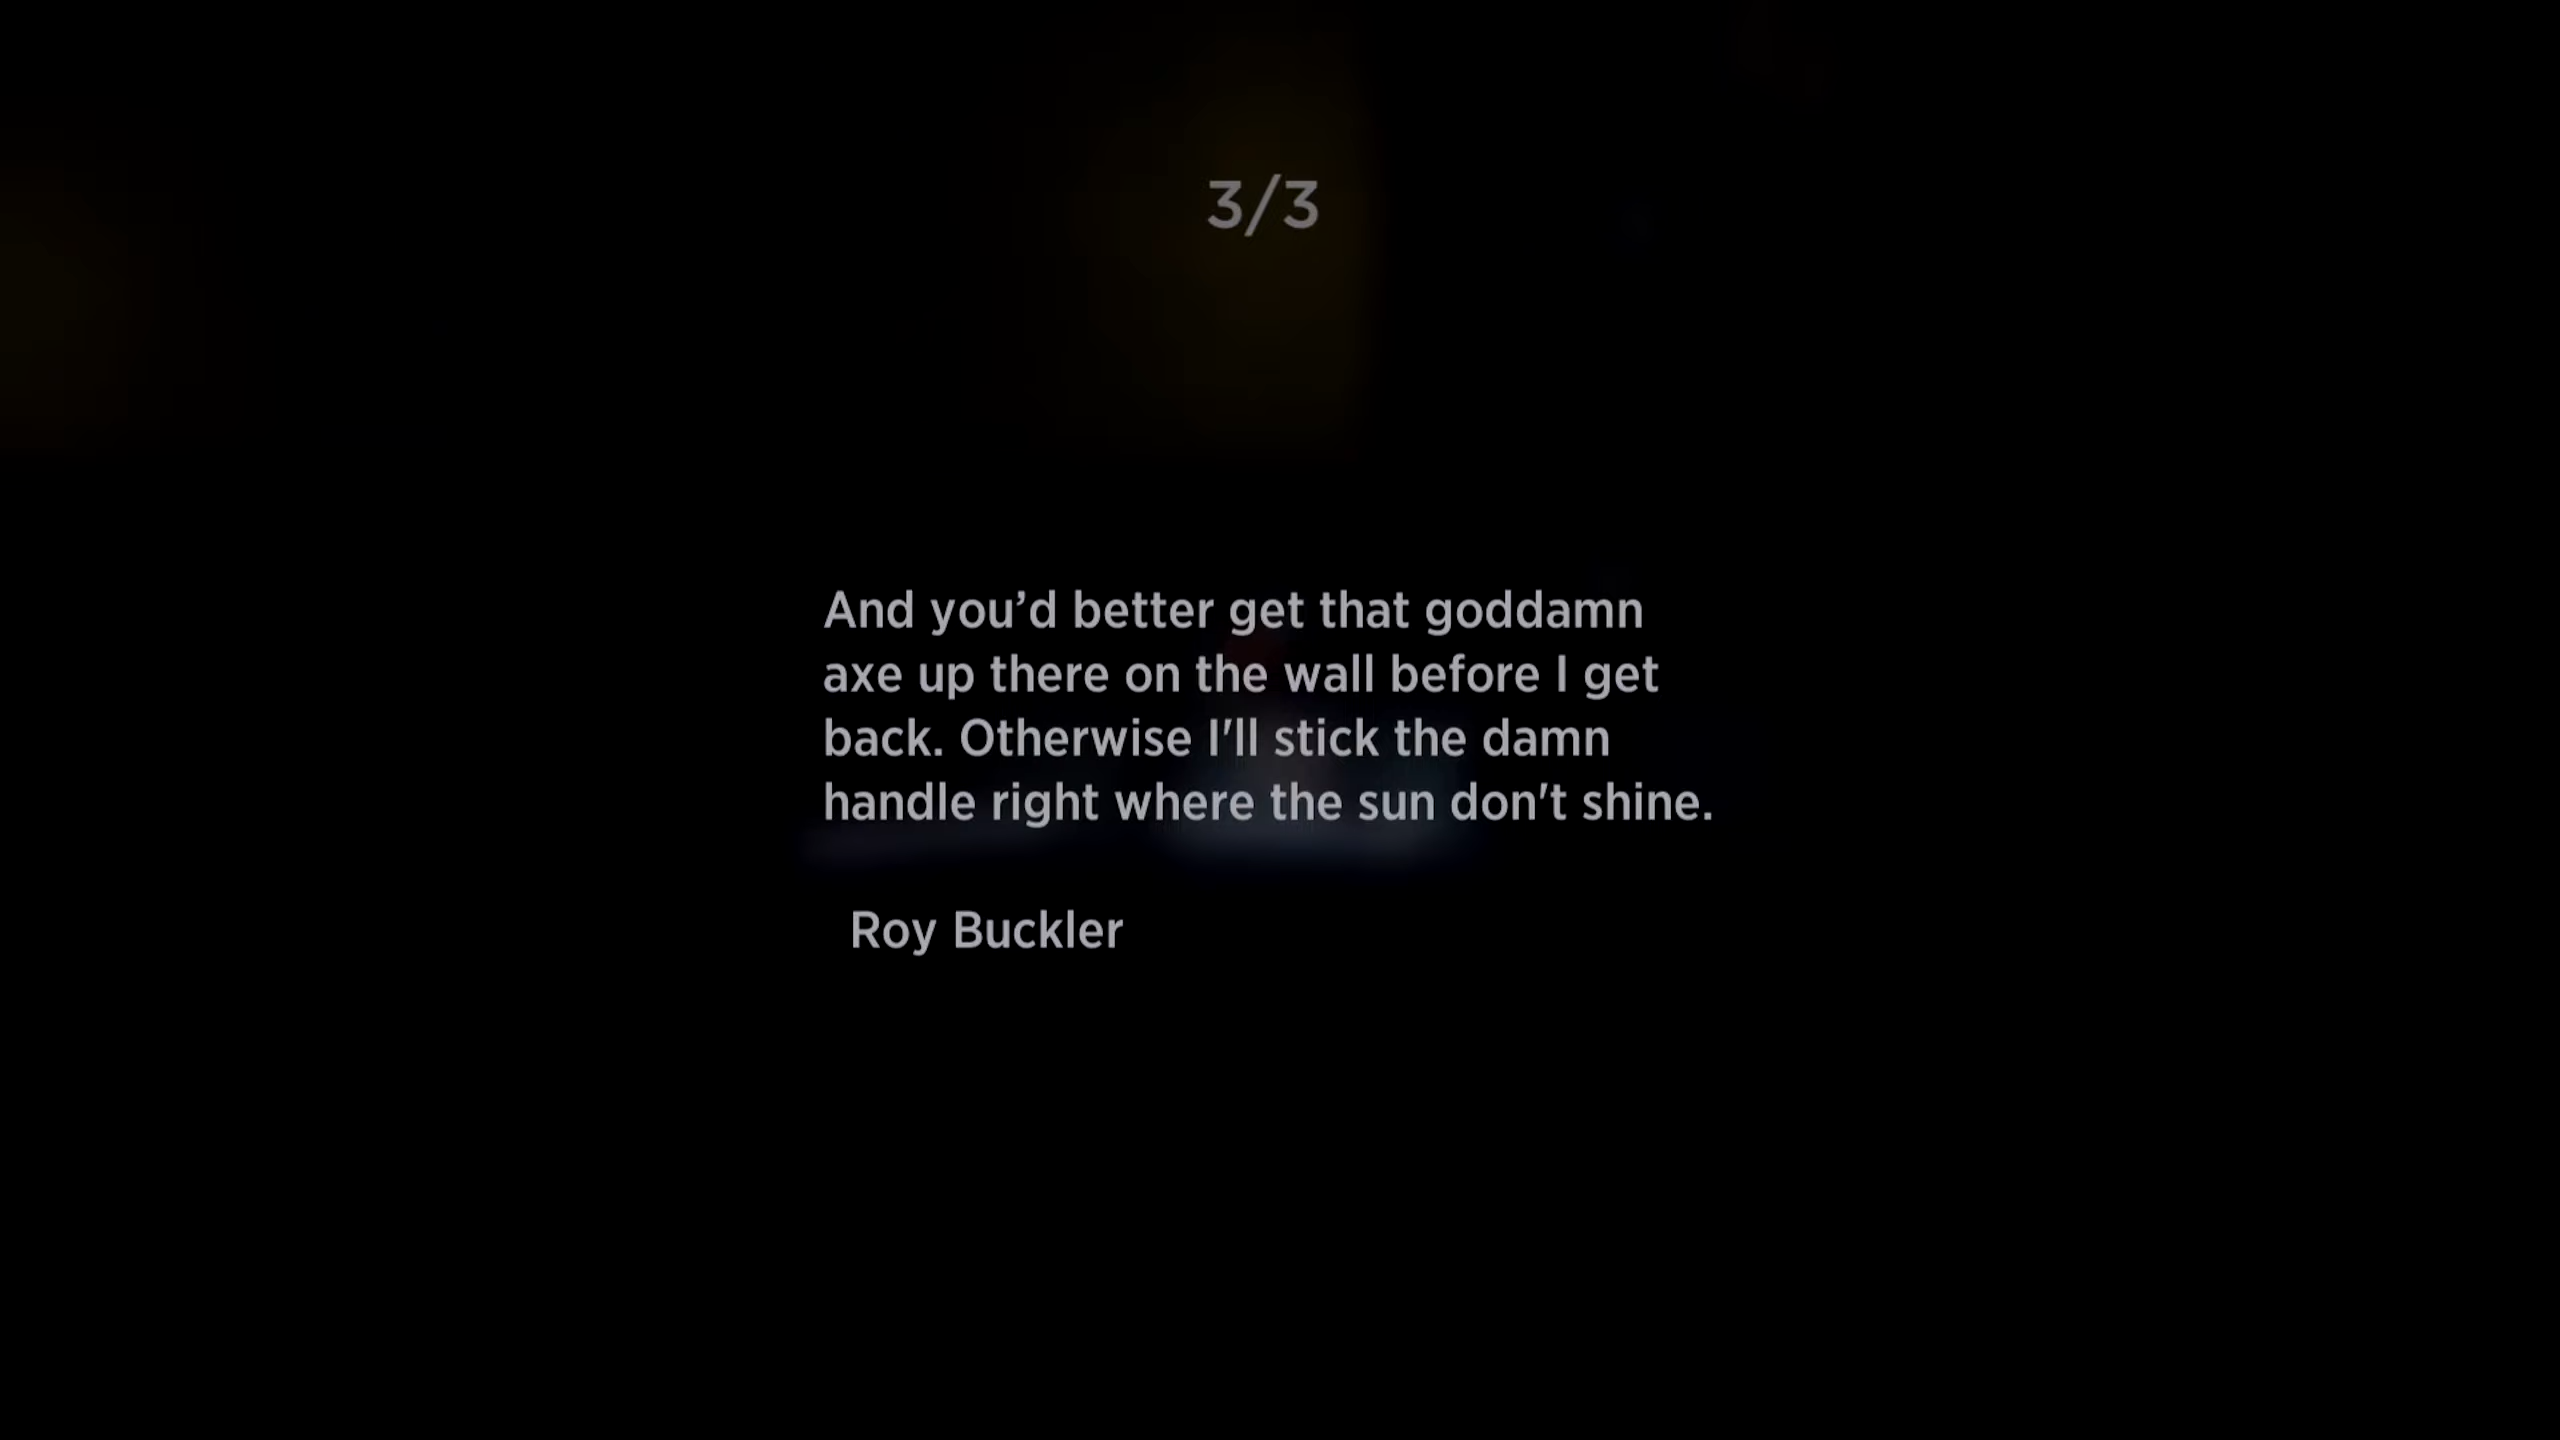 3/3
And you’d better get that goddamn
axe up there on the wall before I get
back. Otherwise I'll stick the damn
handle right where the sun don't shine.
Roy Buckler